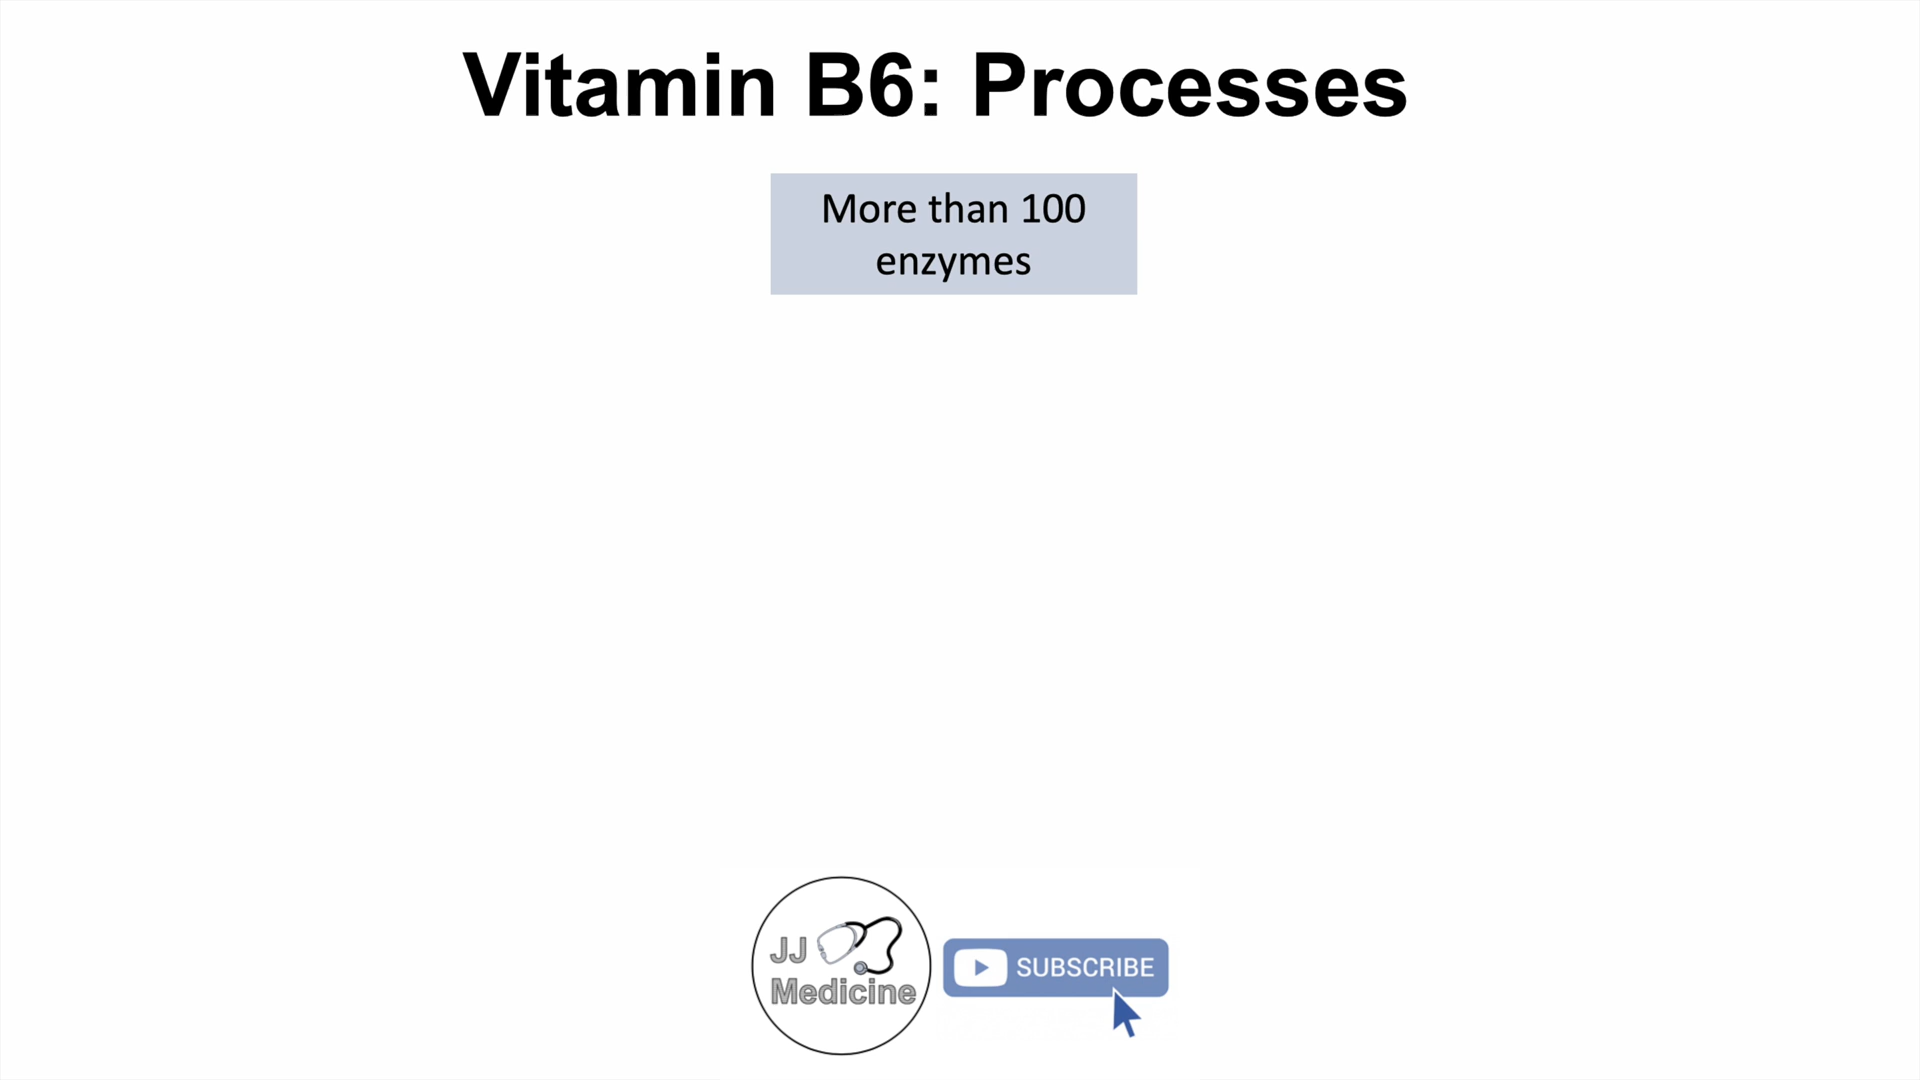 Vitamin B6: Processes
More than 100
enzymes
JJ
Medicine
SUBSCRIBE